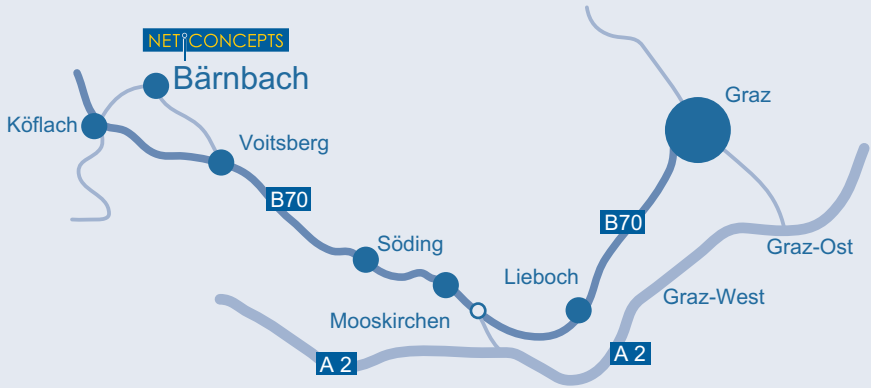 NET CONCEPTS
Bärnbach
Graz
Köflach
Voitsberg
B70
B70
Söding
Graz-Ost
Lieboch
Graz-West
Mooskirchen
A 2
A 2